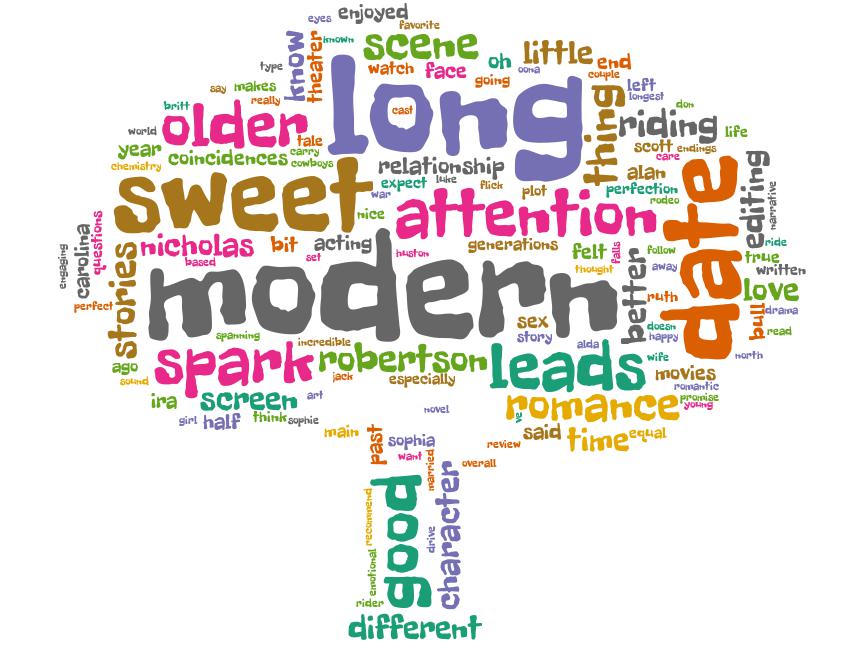 eyes
enjoyed
favorite
known
know
theater
scene
oh
little
end
couple
type
watch
face
going
oona
left
longest
say
makes
really
long
cast
thing
don
britt
older
riding
world
tale
life
year
coincidences
carry
cowboys
relationship
scott
endings
care
chemistry
expect
luke
flick
plot
alan
perfection
rodeo
sweet
war
nice
attention
date
editing
narrative
engaging
carolina
questions
stories
nicholas
based
bit
set
acting
huston
generations
felt
falls
thought
follow
away
ride
true
written
perfect
modern
better
ruth
love
bull
drama
read
doesn
happy
sex
story
alda
wife
north
spanning
incredible
ago
sound
spark
robertson
jack
especially
leads
movies
romantic
promise
young
ira
screen
art
girl
half
think
sophie
novel
romance
ve
main
past
sophia
want
married
overall
review
said
time
equal
recommend
emotional
good
drive
character
rider
different